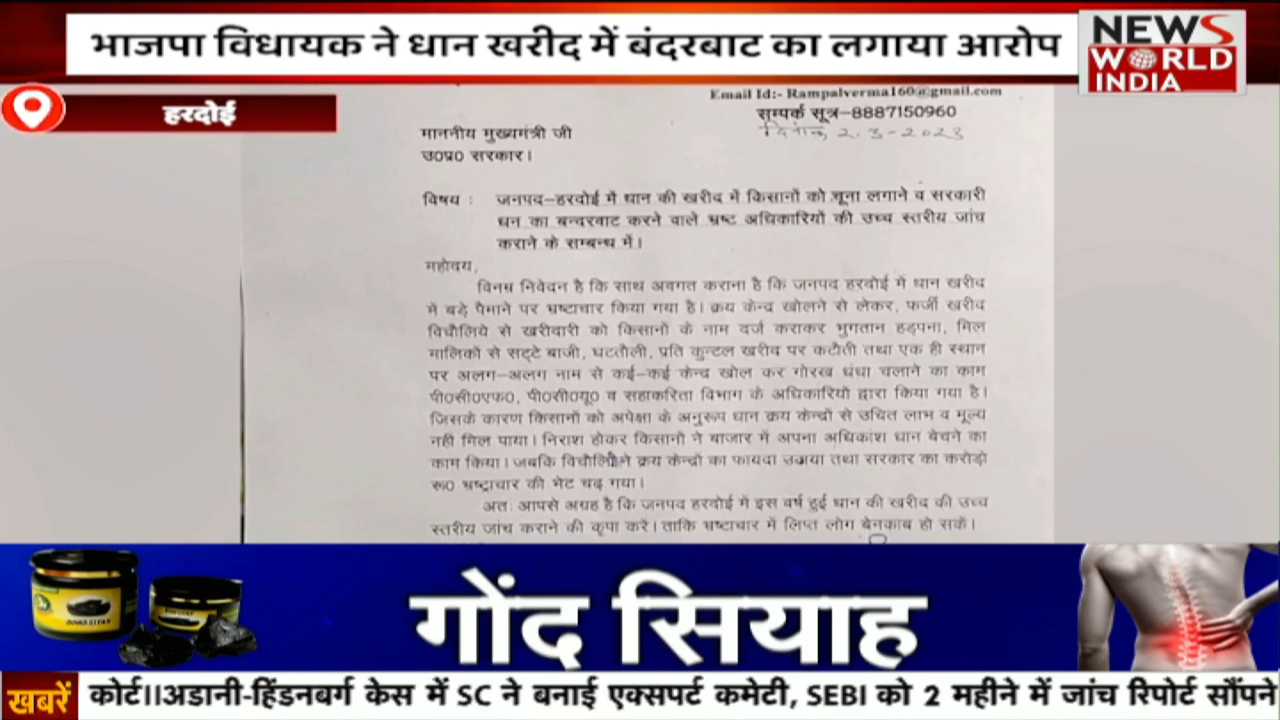 भाजपा विधायक ने धान खरीद में बंदरबाट का लगाया आरोप
NEWS
WORLD
INDIA
हरदोई
Email Id:- Rampalverma160@gmail.com
सम्पर्क सूत्र–8887150960
दिनांक 2.3-2023
माननीय मुख्यमंत्री जी
उ0प्र0 सरकार।
विषय : जनपद–हरदोई में धान की खरीद में किसानों को चूना लगाने व सरकारी
धन का बन्दरवाट करने वाले भ्रष्ट अधिकारियों की उच्च स्तरीय जांच
कराने के सम्बन्ध में।
महोदय,
विनम्र निवेदन है कि साथ अवगत कराना है कि जनपद हरदोई में धान खरीद
में बड़े पैमाने पर भ्रष्टाचार किया गया है। क्रय केन्द्र खोलने से लेकर, फर्जी खरीद
विचौलिये से खरीदारी को किसानों के नाम दर्ज कराकर भुगतान हड़पना, मिल
मालिकों से सट्टे बाजी, घटतौली, प्रति कुन्टल खरीद पर कटौती तथा एक ही स्थान
पर अलग–अलग नाम से कई–कई केन्द्र खोल कर गोरख धंधा चलाने का काम
पी0सी0एफ0, पी0सी0यू0 व सहाकरिता विभाग के अधिकारियों द्वारा किया गया है।
जिसके कारण किसानों को अपेक्षा के अनुरूप धान क्रय केन्द्रों से उचित लाभ व मूल्य
नही मिल पाया। निराश होकर किसानों ने बाजार में अपना अधिकांश धान बेचने का
काम किया। जबकि विचौलियों ने क्रय केन्द्रों का फायदा उठाया तथा सरकार का करोड़ो
रू0 भ्रष्ट्राचार की भेट चढ़ गया।
अतः आपसे अग्रह है कि जनपद हरदोई में इस वर्ष हुई धान की खरीद की उच्च
स्तरीय जांच कराने की कृपा करें। ताकि भ्रष्टाचार में लिप्त लोग बेनकाब हो सकें।
गोंद सियाह
खबरें कोर्ट।।अडानी-हिंडनबर्ग केस में SC ने बनाई एक्सपर्ट कमेटी, SEBI को 2 महीने में जांच रिपोर्ट सौंपने